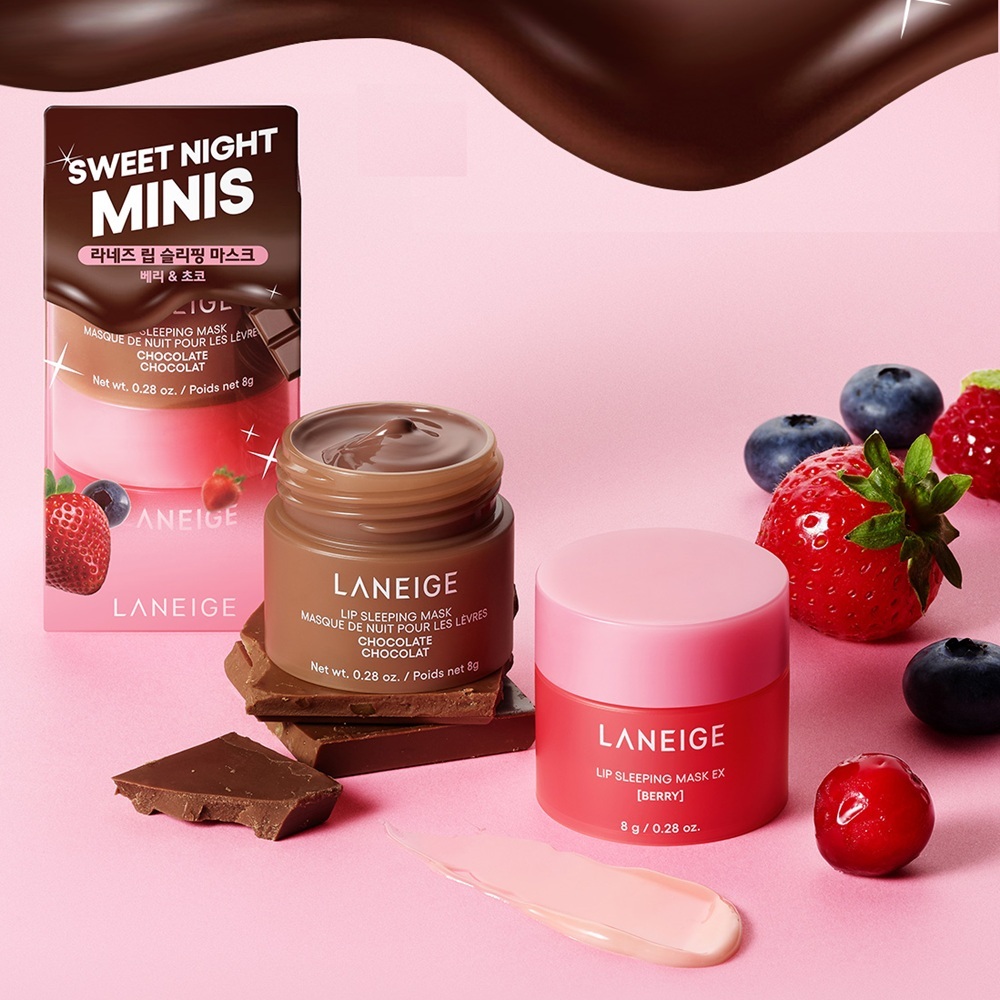 SWEET NIGHT
MINIS
라네즈 립 슬리핑 마스크
베리 & 초코
SLEEPING MASK
MASQUE DE NUIT POUR LES LÈVRE
CHOCOLATE
CHOCOLAT
Net wt. 0.28 oz. / Poids net 8g
LANEIGE
LANEIGE
LIP SLEEPING MASK
MASQUE DE NUIT POUR LES LÈVRES
CHOCOLATE
CHOCOLAT
Net wt. 0.28 oz. / Poids net 8g
LANEIGE
LIP SLEEPING MASK EX
[BERRY]
8 g / 0.28 oz.